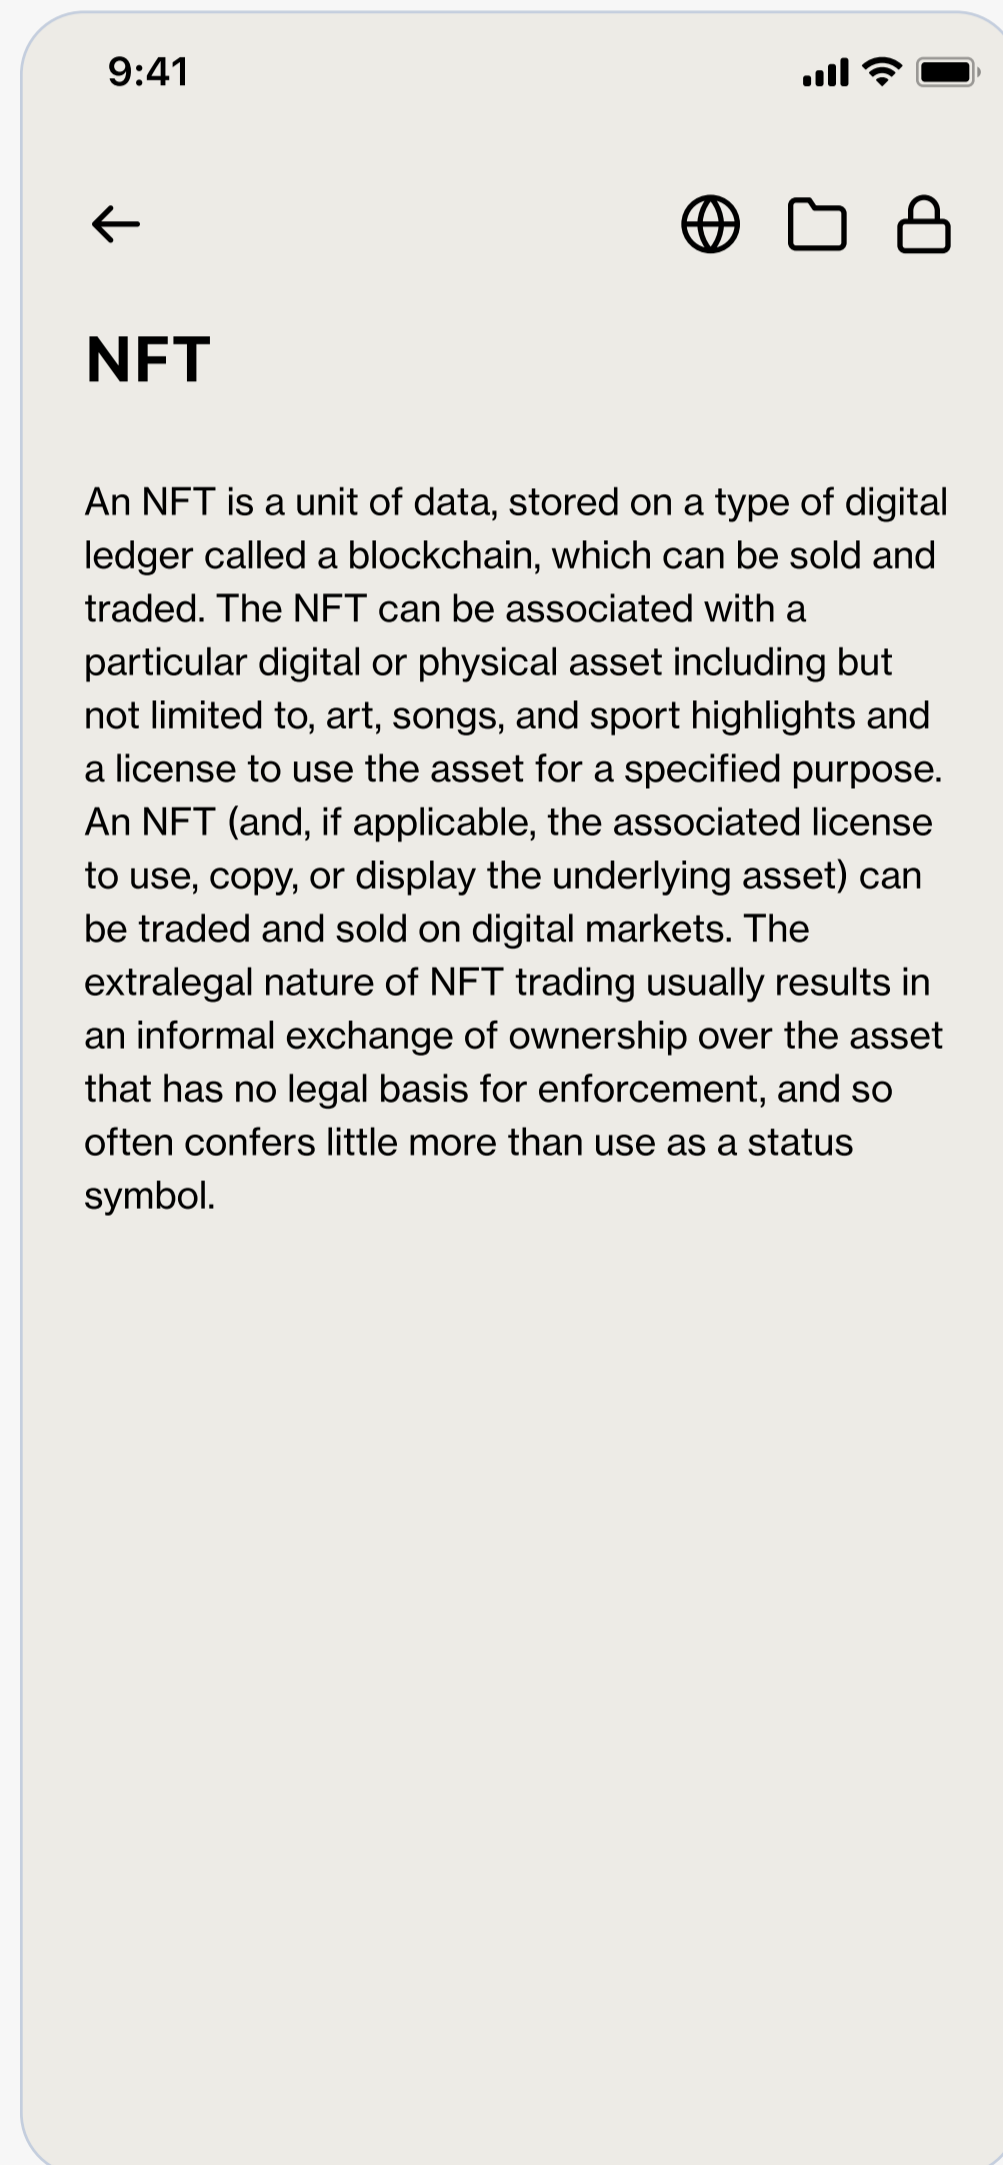 9:41
NFT
An NFT is a unit of data, stored on a type of digital
ledger called a blockchain, which can be sold and
traded. The NFT can be associated with a
particular digital or physical asset including but
not limited to, art, songs, and sport highlights and
a license to use the asset for a specified purpose.
An NFT (and, if applicable, the associated license
to use, copy, or display the underlying asset) can
be traded and sold on digital markets. The
extralegal nature of NFT trading usually results in
an informal exchange of ownership over the asset
that has no legal basis for enforcement, and so
often confers little more than use as a status
symbol.